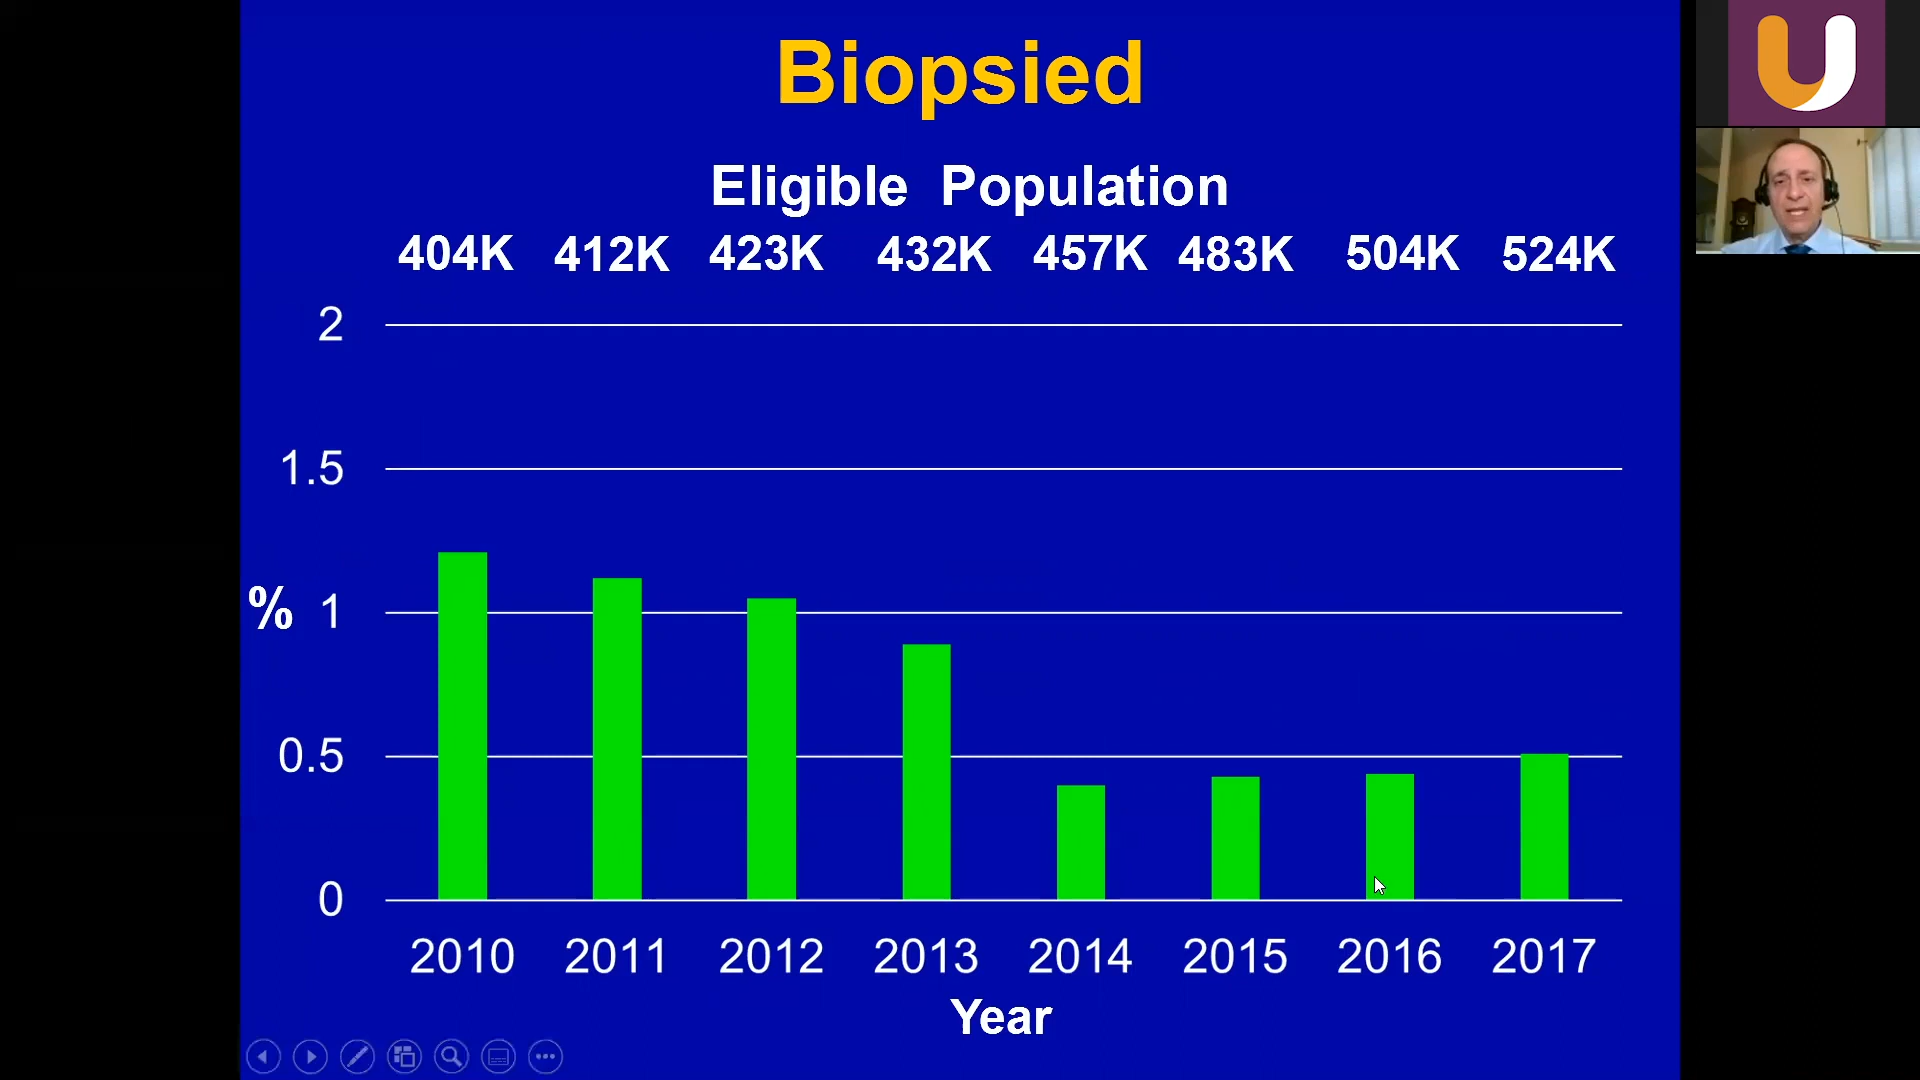 Biopsied
Eligible Population
404K 412K 423K 432K 457K 483K 504K 524K
2
1.5
% 1
0.5
0
2010 2011 2012 2013 2014 2015 2016 2017
Year
U